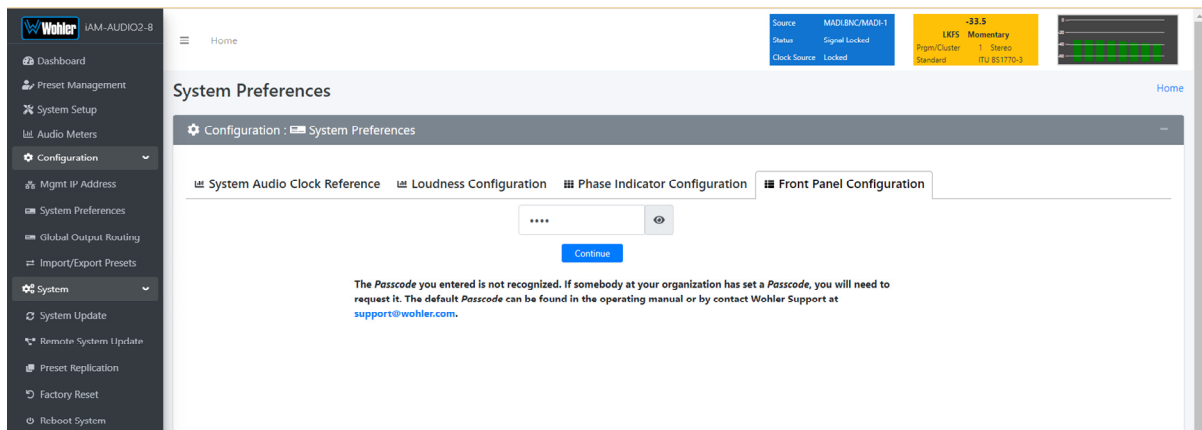 Wohler iAM-AUDIO2-8
Dashboard
Preset Management
System Setup
Audio Meters
Configuration
Mgmt IP Address
System Preferences
Global Output Routing
Import/Export Presets
System
System Update
Remote System Update
Preset Replication
Factory Reset
Reboot System
Home
Source MADI.BNC/MADI-1
Status Signal Locked
Clock Source Locked
-33.5
LKFS Momentary
Prgm/Cluster 1 Stereo
Standard ITU BS1770-3
System Preferences
Home
Configuration : System Preferences
System Audio Clock Reference Loudness Configuration Phase Indicator Configuration Front Panel Configuration
••••
Continue
The Passcode you entered is not recognized. If somebody at your organization has set a Passcode, you will need to
request it. The default Passcode can be found in the operating manual or by contact Wohler Support at
support@wohler.com.